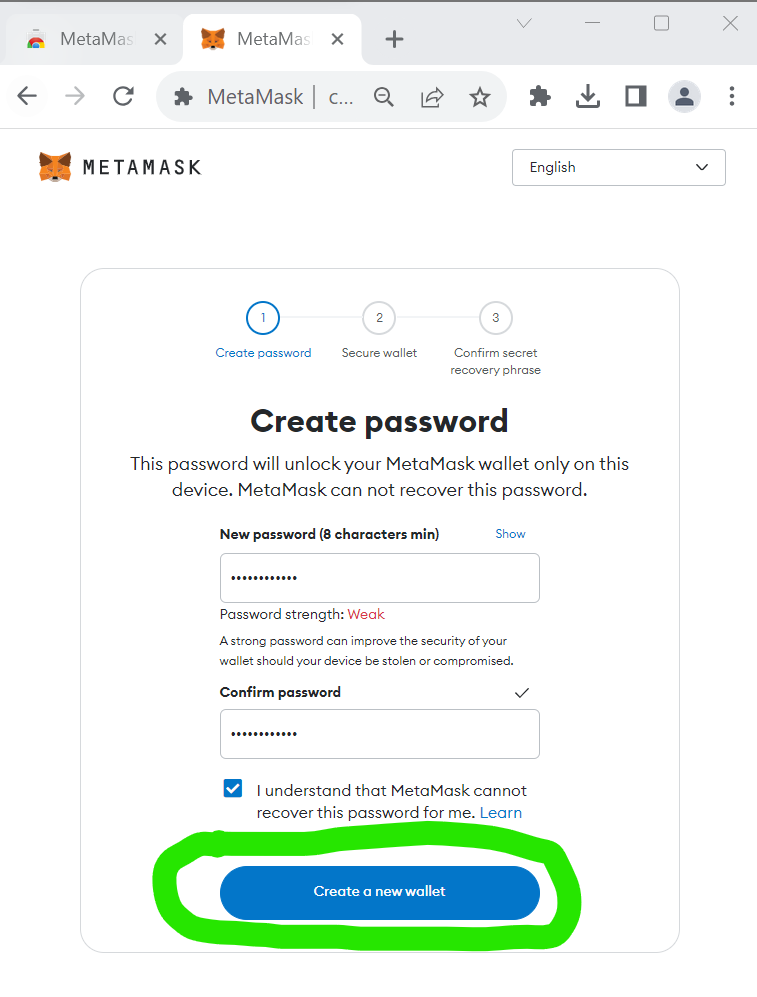 MetaMas
MetaMas
MetaMask
c...
METAMASK
English
1
2
3
Create password
Secure wallet
Confirm secret
recovery phrase
Create password
This password will unlock your MetaMask wallet only on this
device. MetaMask can not recover this password.
New password (8 characters min)
Show
••••••••••••
Password strength: Weak
A strong password can improve the security of your
wallet should your device be stolen or compromised.
Confirm password
••••••••••••
I understand that MetaMask cannot
recover this password for me. Learn
Create a new wallet